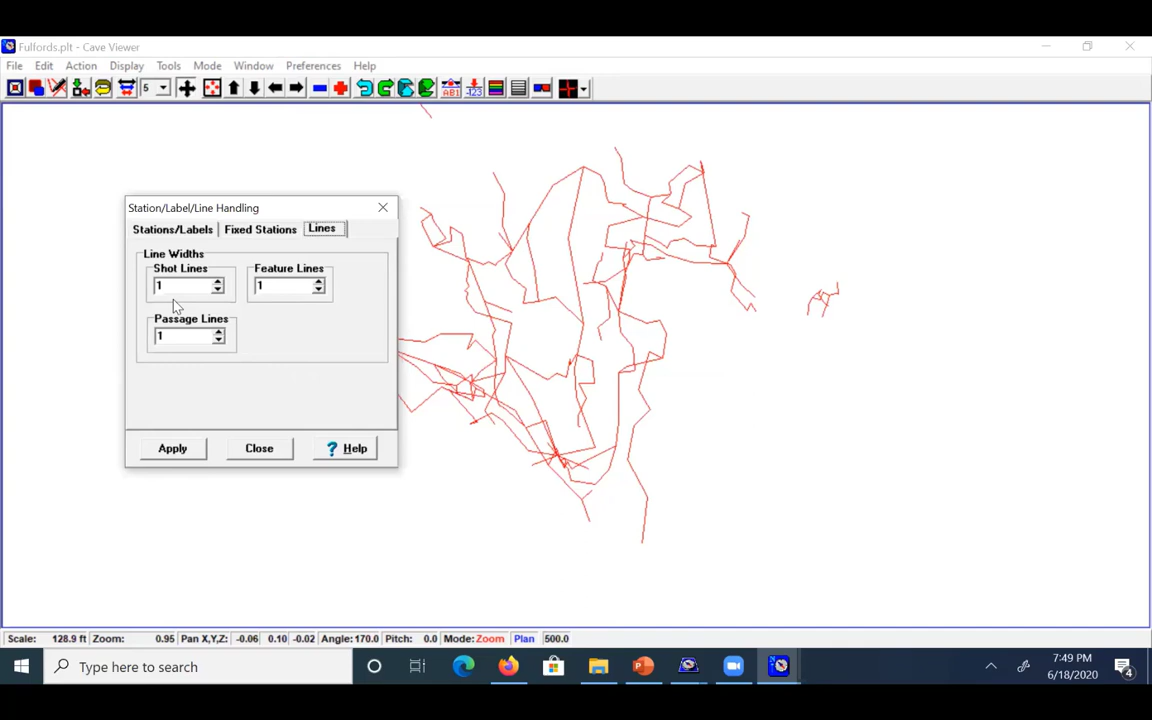 Fulfords.plt - Cave Viewer
File Edit Action Display Tools Mode Window Preferences Help
5
AB1
-123
Station/Label/Line Handling
Stations/Labels Fixed Stations Lines
Line Widths
Shot Lines Feature Lines
1 1
Passage Lines
1
Apply Close ? Help
Scale: 128.9 ft Zoom: 0.95 Pan X,Y,Z: -0.06 0.10 -0.02 Angle: 170.0 Pitch: 0.0 Mode: Zoom Plan 500.0
Type here to search
7:49 PM
6/18/2020
4